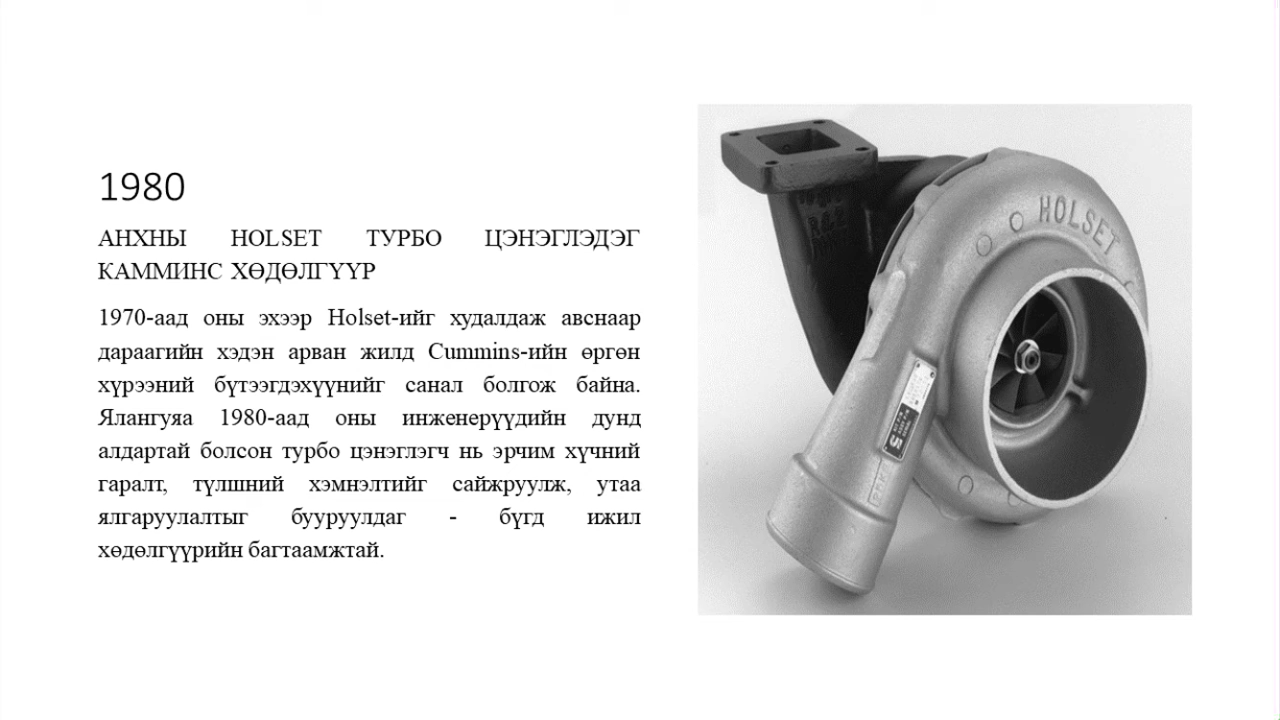 1980
АНХНЫ HOLSET ТУРБО ЦЭНЭГЛЭДЭГ
КАММИНС ХӨДӨЛГҮҮР
1970-аад оны эхээр Holset-ийг худалдаж авснаар
дараагийн хэдэн арван жилд Cummins-ийн өргөн
хүрээний бүтээгдэхүүнийг санал болгож байна.
Ялангуяа 1980-аад оны инженерүүдийн дунд
алдартай болсон турбо цэнэглэгч нь эрчим хүчний
гаралт, түлшний хэмнэлтийг сайжруулж, утаа
ялгаруулалтыг бууруулдаг - бүгд ижил
хөдөлгүүрийн багтаамжтай.
HOLSET